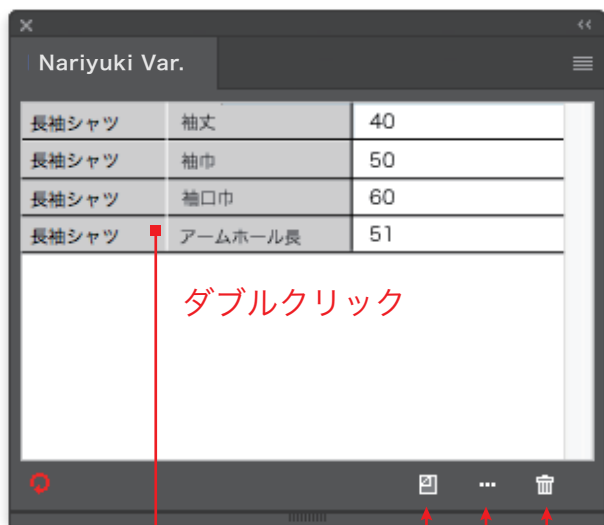 Nariyuki Var.
長袖シャツ 袖丈 40
長袖シャツ 袖巾 50
長袖シャツ 袖口巾 60
長袖シャツ アームホール長 51
ダブルクリック